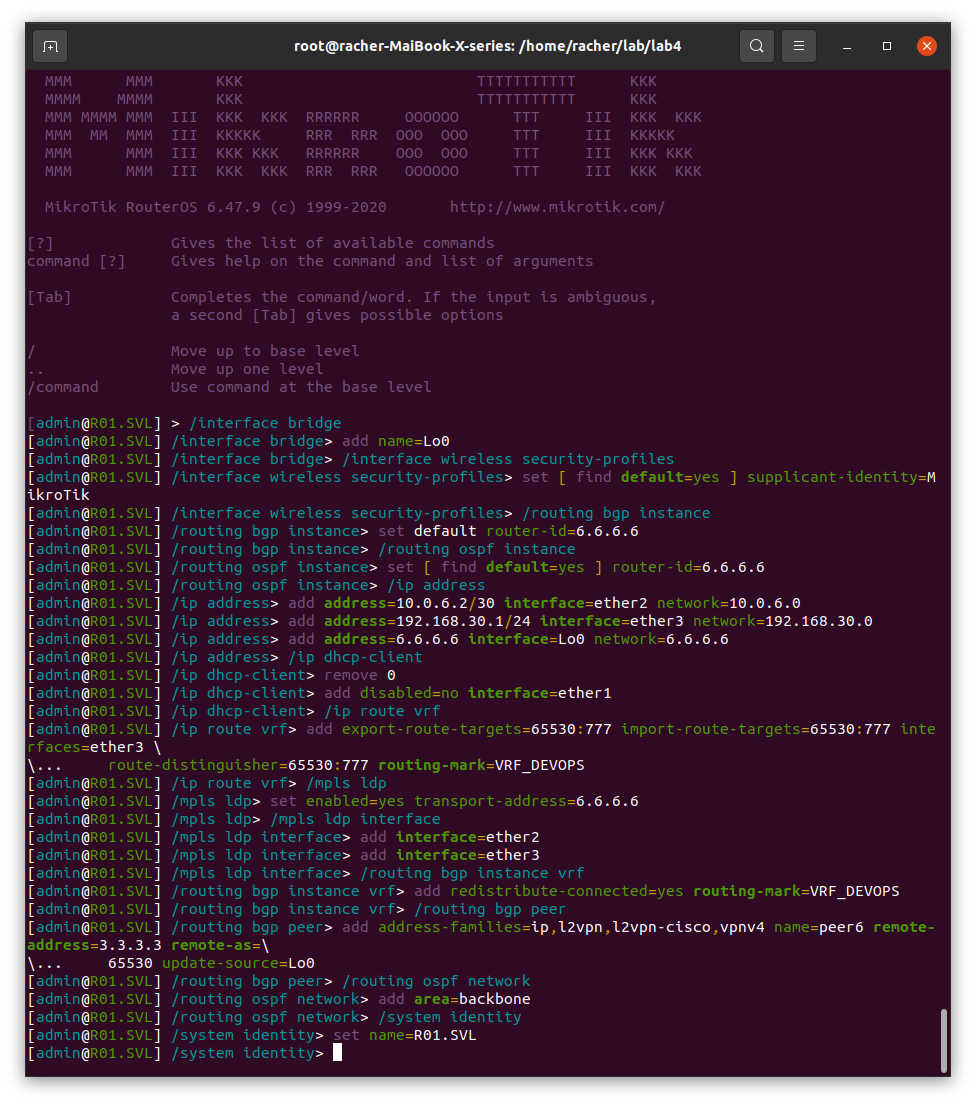 root@racher-MaiBook-X-series: /home/racher/lab/lab4
  MMM      MMM       KKK                          TTTTTTTTTTT      KKK
  MMMM    MMMM       KKK                          TTTTTTTTTTT      KKK
  MMM MMMM MMM  III  KKK  KKK  RRRRRR     OOOOOO      TTT     III  KKK  KKK
  MMM  MM  MMM  III  KKKKK     RRR  RRR  OOO  OOO     TTT     III  KKKKK
  MMM      MMM  III  KKK KKK   RRRRRR    OOO  OOO     TTT     III  KKK KKK
  MMM      MMM  III  KKK  KKK  RRR  RRR   OOOOOO      TTT     III  KKK  KKK
  MikroTik RouterOS 6.47.9 (c) 1999-2020       http://www.mikrotik.com/
[?]             Gives the list of available commands
command [?]     Gives help on the command and list of arguments
[Tab]           Completes the command/word. If the input is ambiguous,
                a second [Tab] gives possible options
/               Move up to base level
..              Move up one level
/command        Use command at the base level
[admin@R01.SVL] > /interface bridge
[admin@R01.SVL] /interface bridge> add name=Lo0
[admin@R01.SVL] /interface bridge> /interface wireless security-profiles
[admin@R01.SVL] /interface wireless security-profiles> set [ find default=yes ] supplicant-identity=M
ikroTik
[admin@R01.SVL] /interface wireless security-profiles> /routing bgp instance
[admin@R01.SVL] /routing bgp instance> set default router-id=6.6.6.6
[admin@R01.SVL] /routing bgp instance> /routing ospf instance
[admin@R01.SVL] /routing ospf instance> set [ find default=yes ] router-id=6.6.6.6
[admin@R01.SVL] /routing ospf instance> /ip address
[admin@R01.SVL] /ip address> add address=10.0.6.2/30 interface=ether2 network=10.0.6.0
[admin@R01.SVL] /ip address> add address=192.168.30.1/24 interface=ether3 network=192.168.30.0
[admin@R01.SVL] /ip address> add address=6.6.6.6 interface=Lo0 network=6.6.6.6
[admin@R01.SVL] /ip address> /ip dhcp-client
[admin@R01.SVL] /ip dhcp-client> remove 0
[admin@R01.SVL] /ip dhcp-client> add disabled=no interface=ether1
[admin@R01.SVL] /ip dhcp-client> /ip route vrf
[admin@R01.SVL] /ip route vrf> add export-route-targets=65530:777 import-route-targets=65530:777 inte
rfaces=ether3 \
\...     route-distinguisher=65530:777 routing-mark=VRF_DEVOPS
[admin@R01.SVL] /ip route vrf> /mpls ldp
[admin@R01.SVL] /mpls ldp> set enabled=yes transport-address=6.6.6.6
[admin@R01.SVL] /mpls ldp> /mpls ldp interface
[admin@R01.SVL] /mpls ldp interface> add interface=ether2
[admin@R01.SVL] /mpls ldp interface> add interface=ether3
[admin@R01.SVL] /mpls ldp interface> /routing bgp instance vrf
[admin@R01.SVL] /routing bgp instance vrf> add redistribute-connected=yes routing-mark=VRF_DEVOPS
[admin@R01.SVL] /routing bgp instance vrf> /routing bgp peer
[admin@R01.SVL] /routing bgp peer> add address-families=ip,l2vpn,l2vpn-cisco,vpnv4 name=peer6 remote-
address=3.3.3.3 remote-as=\
\...     65530 update-source=Lo0
[admin@R01.SVL] /routing bgp peer> /routing ospf network
[admin@R01.SVL] /routing ospf network> add area=backbone
[admin@R01.SVL] /routing ospf network> /system identity
[admin@R01.SVL] /system identity> set name=R01.SVL
[admin@R01.SVL] /system identity>